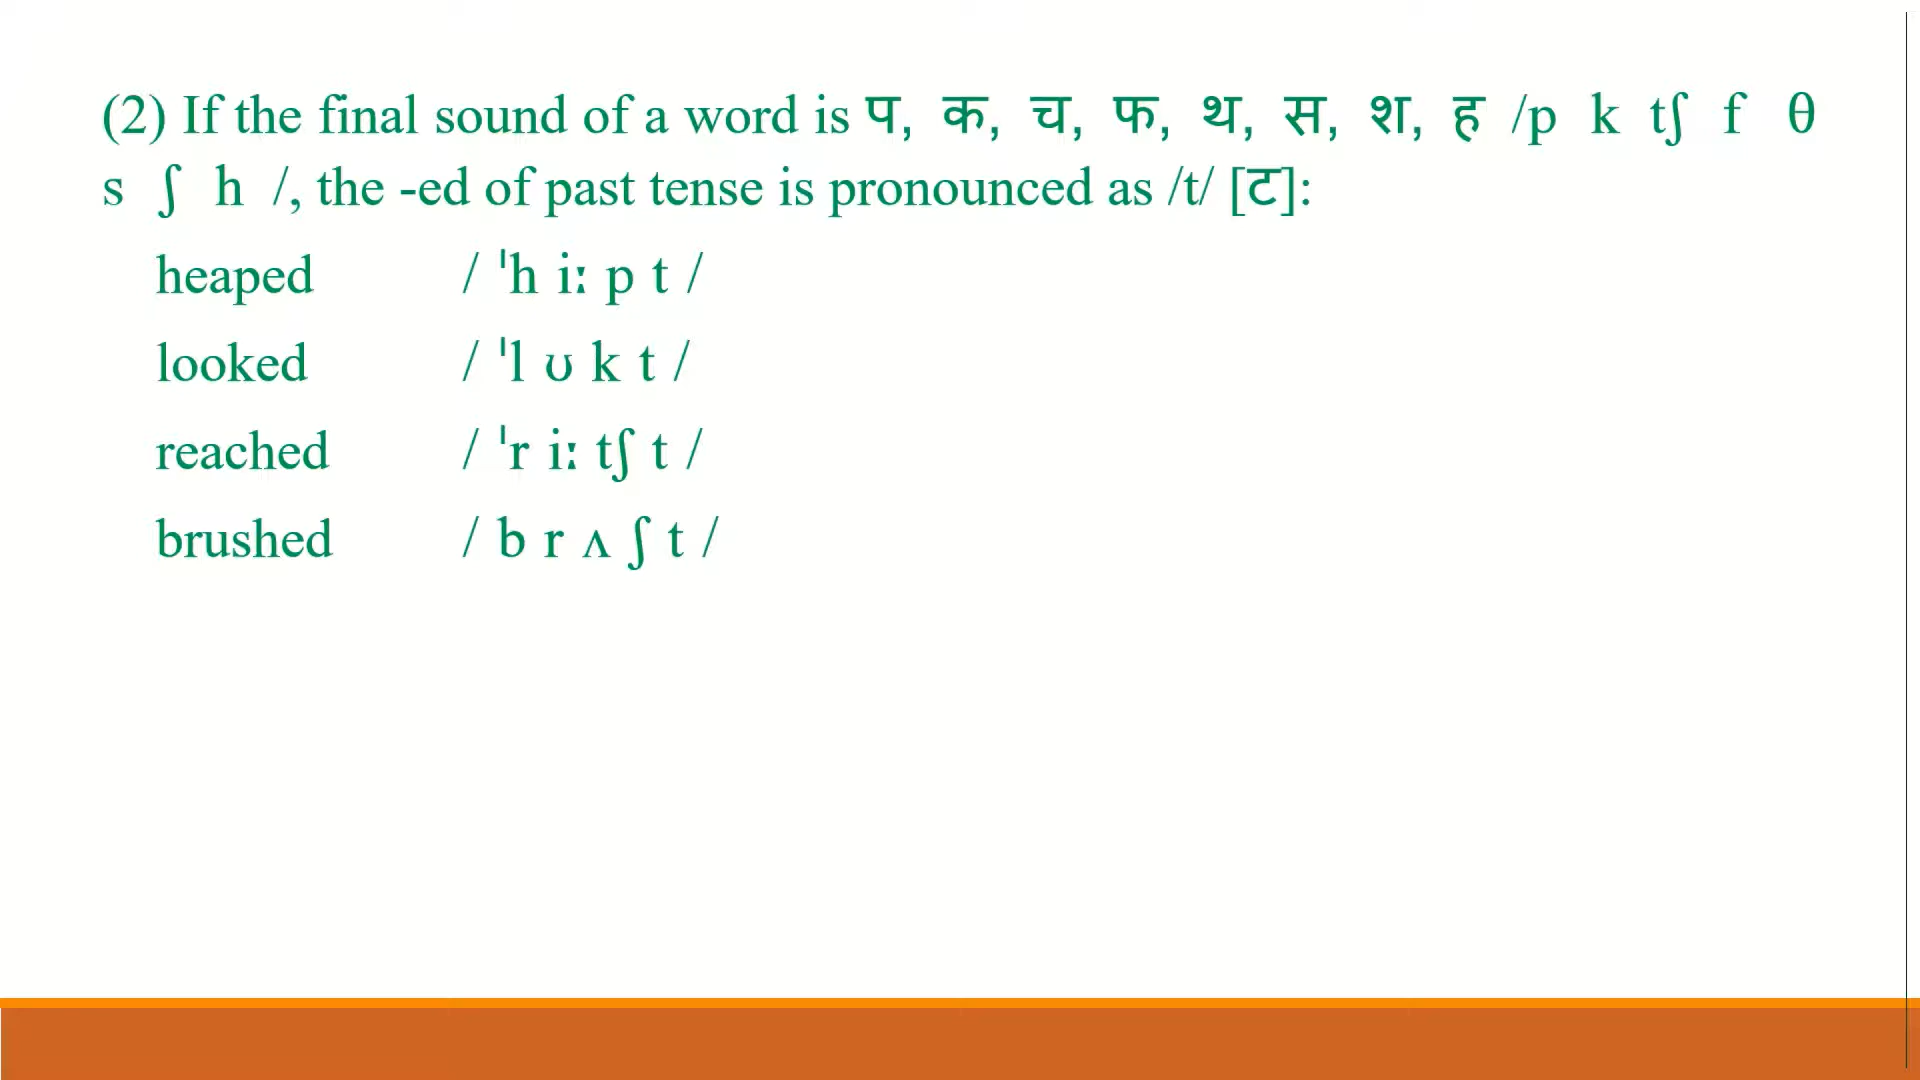 (2) If the final sound of a word is प, क, च, फ, थ, स, श, ह /p k tʃ f θ
s ʃ h /, the -ed of past tense is pronounced as /t/ [ट]:
heaped / ˈh iː p t /
looked / ˈl ʊ k t /
reached / ˈr iː tʃ t /
brushed / b r ʌ ʃ t /